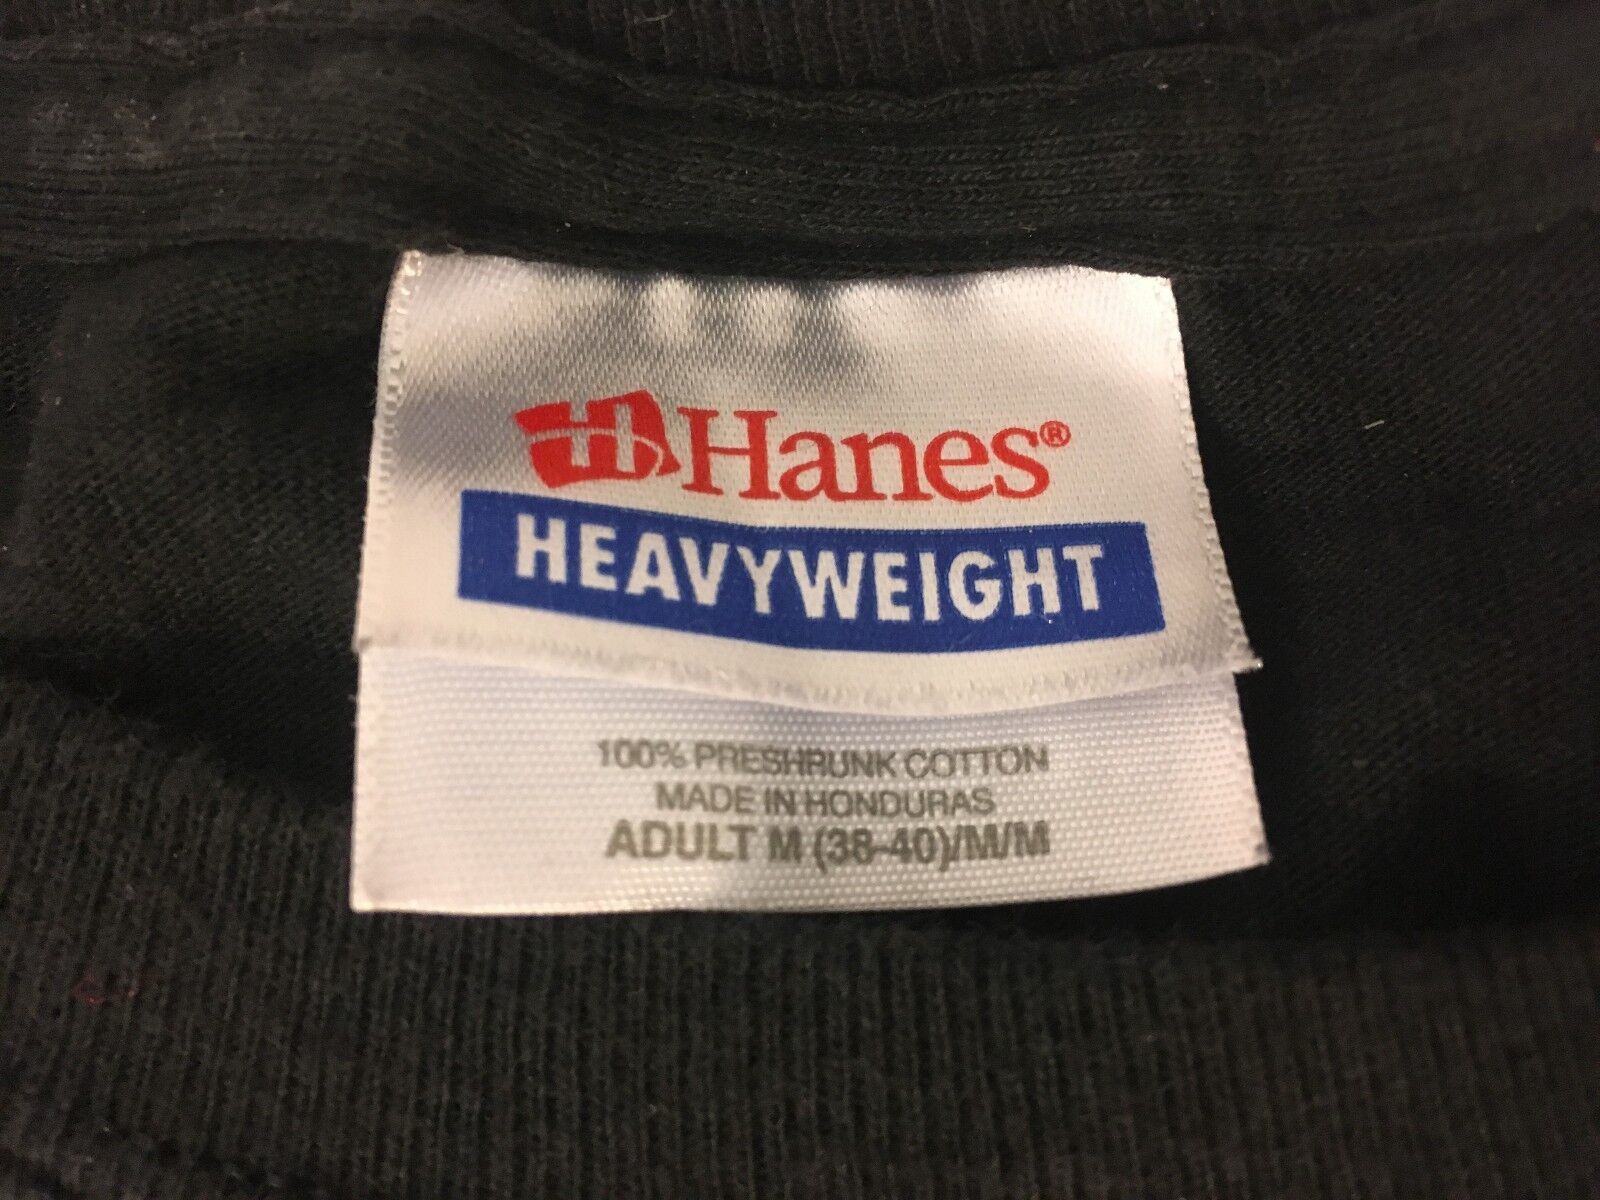 H Hanes®
HEAVYWEIGHT
100% PRESHRUNK COTTON
MADE IN HONDURAS
ADULT M (38-40)/M/M